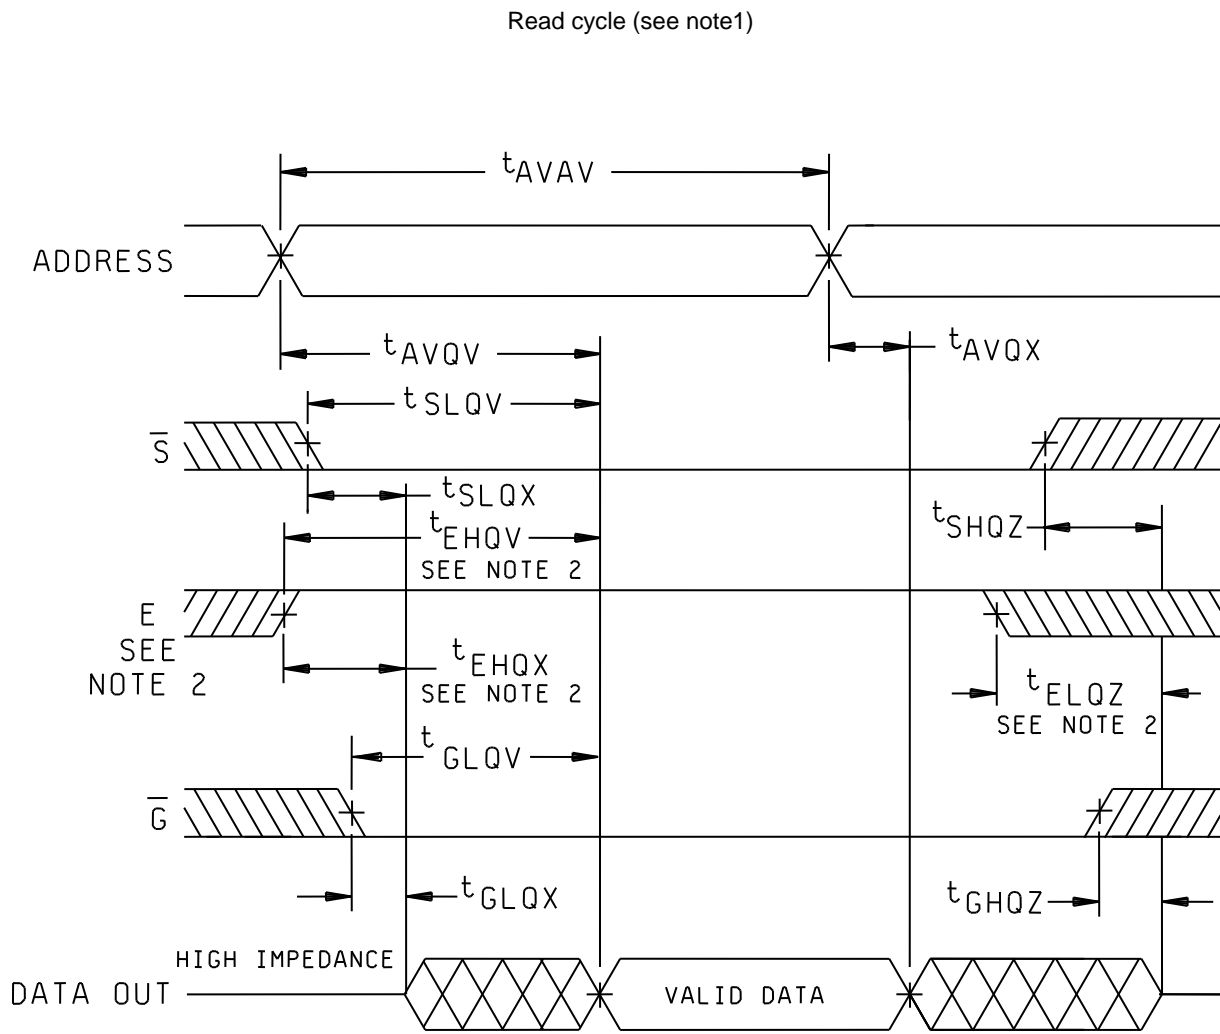 Read cycle (see note1)
tAVAV
ADDRESS
tAVQV
tAVQX
tSLQV
S̅
tSLQX
tEHQV
SEE NOTE 2
tSHQZ
E
SEE
NOTE 2
tEHQX
SEE NOTE 2
tELQZ
SEE NOTE 2
tGLQV
G̅
tGLQX
tGHQZ
HIGH IMPEDANCE
DATA OUT
VALID DATA